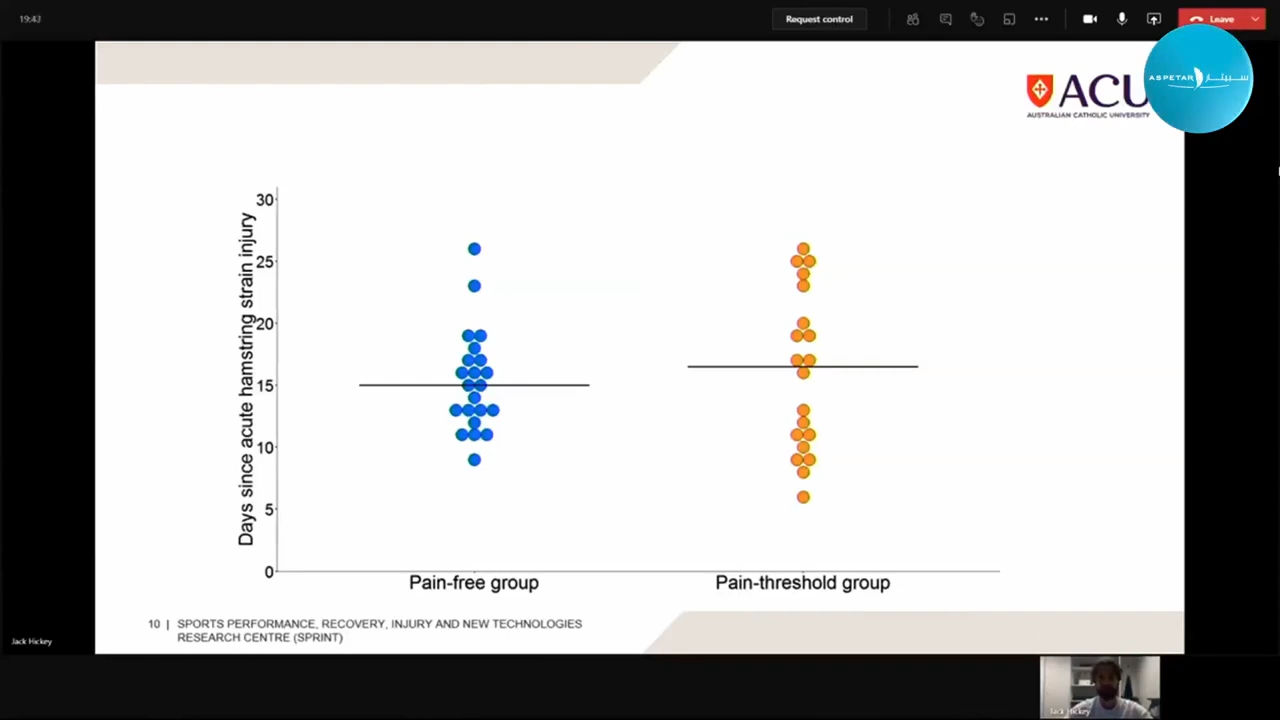 19:43
Request control
Leave
ACU
AUSTRALIAN CATHOLIC UNIVERSITY
ASPETAR سبيتار
Days since acute hamstring strain injury
30
25
20
15
10
5
0
Pain-free group
Pain-threshold group
10 | SPORTS PERFORMANCE, RECOVERY, INJURY AND NEW TECHNOLOGIES
RESEARCH CENTRE (SPRINT)
Jack Hickey
Jack Hickey